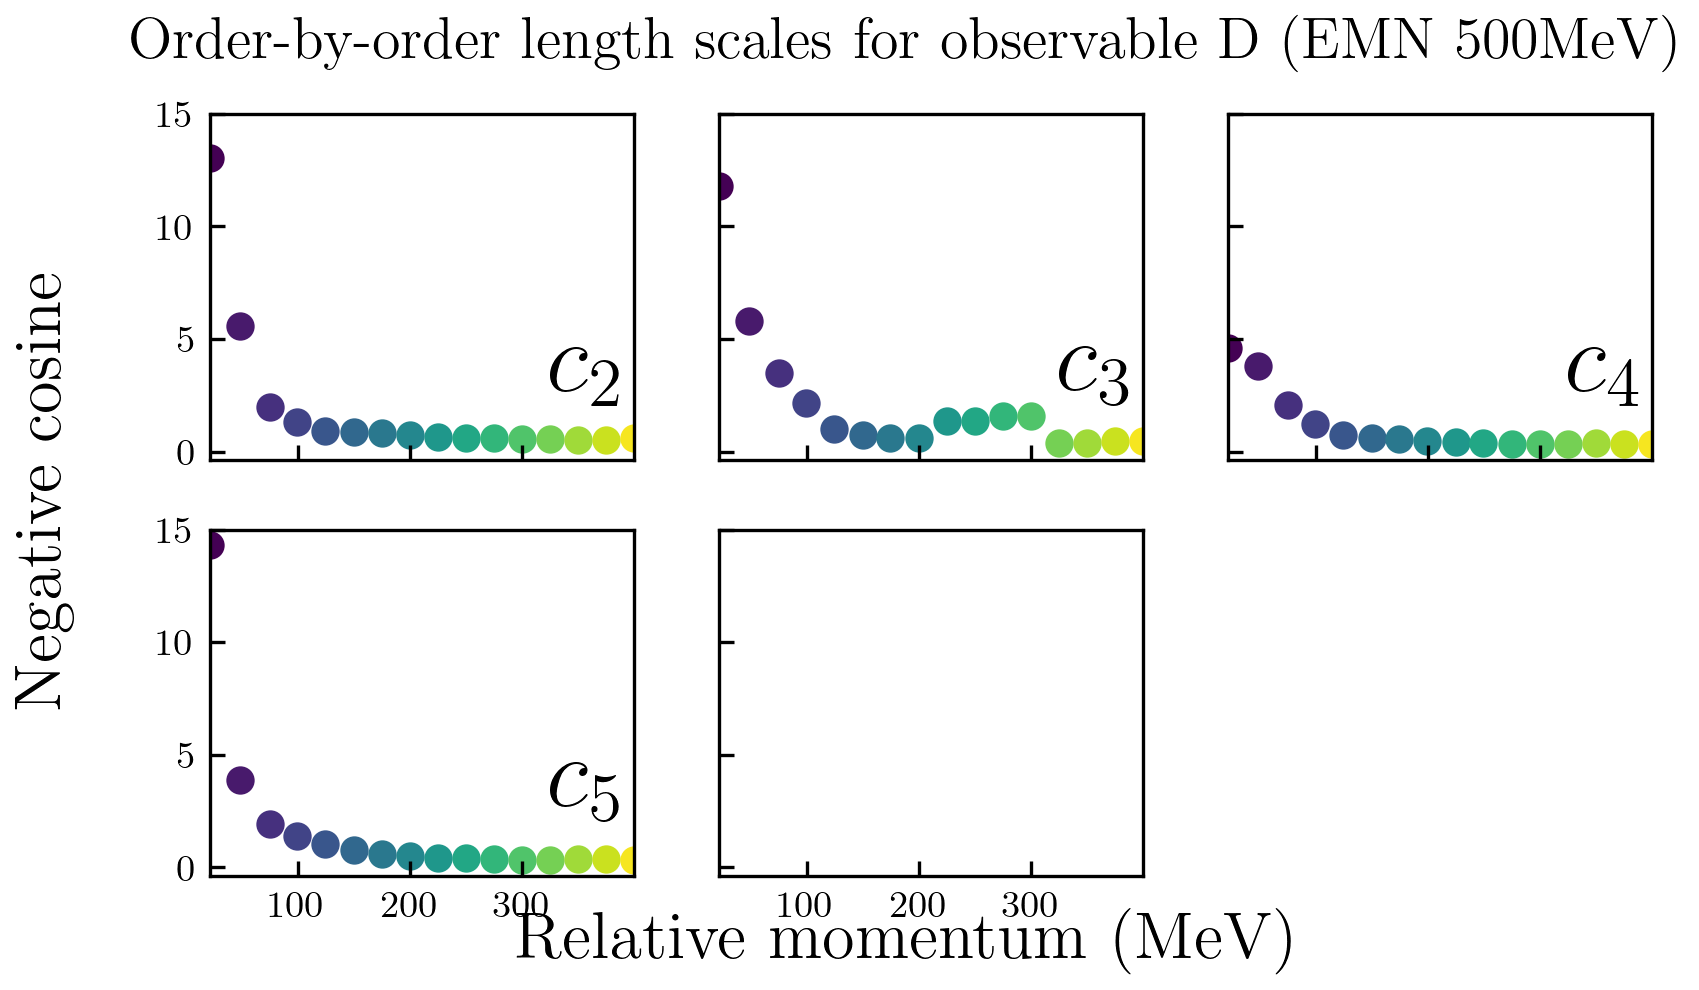 Order-by-order length scales for observable D (EMN 500MeV)
Negative cosine
15
10
5
0
c2
c3
c4
15
10
5
0
c5
100 200 300
100 200 300
Relative momentum (MeV)